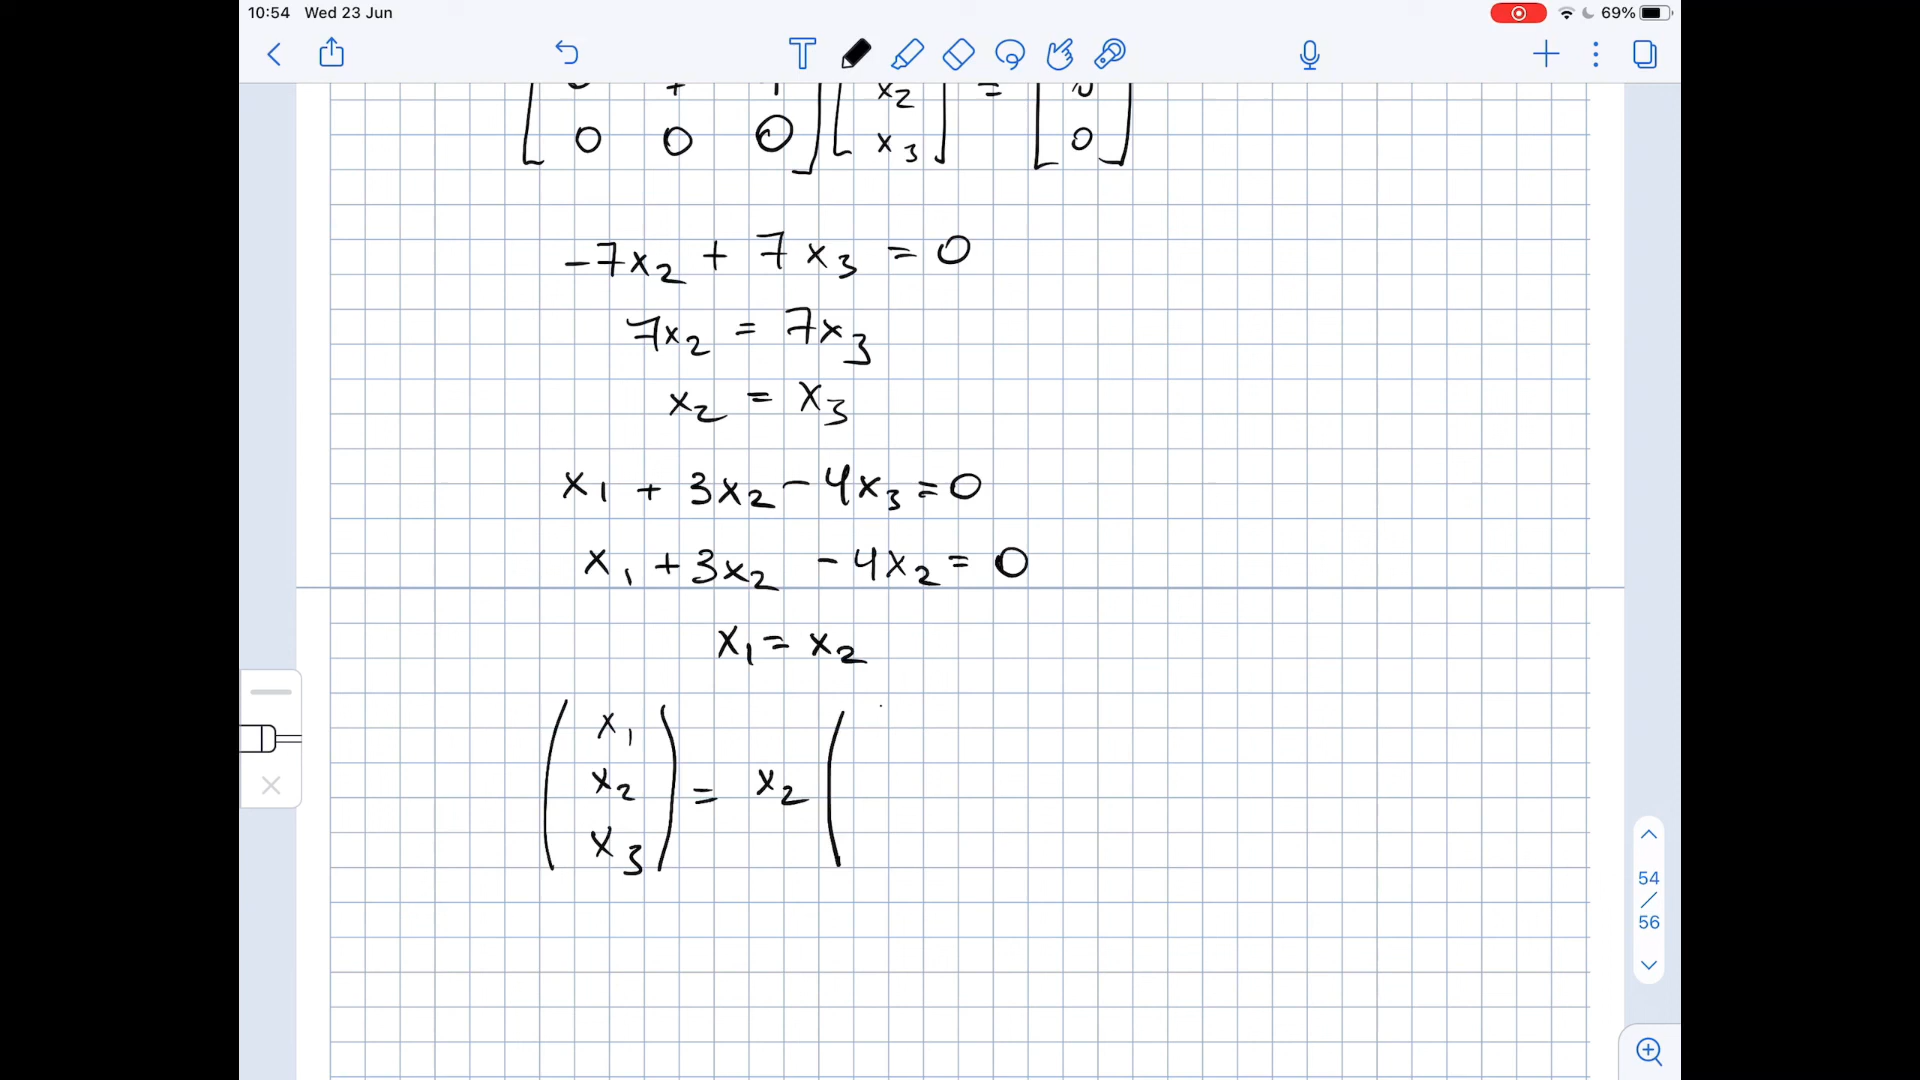 10:54 Wed 23 Jun 69%
T
x2 =
0 0 0 x3 0
-7x2 + 7x3 = 0
7x2 = 7x3
x2 = x3
x1 + 3x2 - 4x3 = 0
x1 + 3x2 - 4x2 = 0
x1 = x2
( x1
x2 ) = x2 (
x3
54
/
56